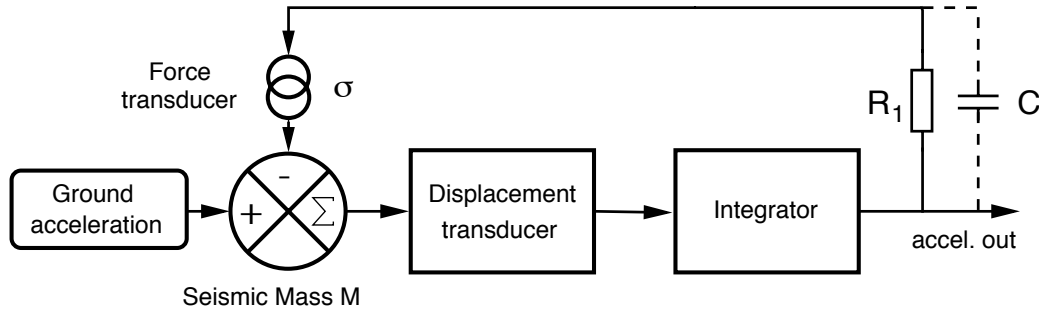 Force
transducer
σ
R₁
C
-
+
Σ
Ground
acceleration
Displacement
transducer
Integrator
accel. out
Seismic Mass M